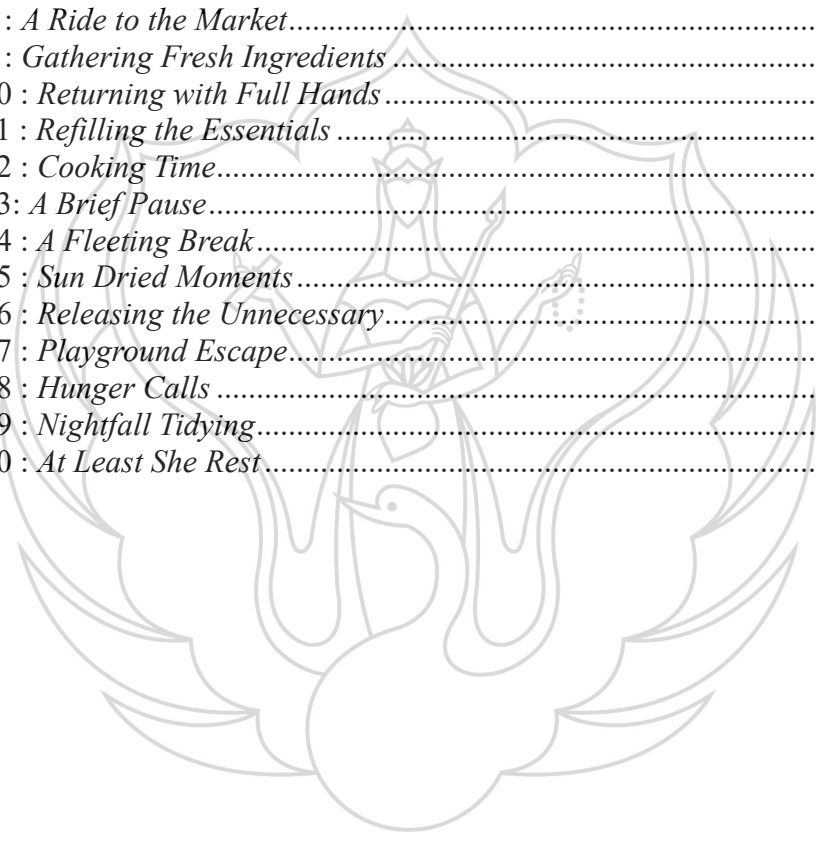 : A Ride to the Market
: Gathering Fresh Ingredients
0 : Returning with Full Hands
1 : Refilling the Essentials
2 : Cooking Time
3: A Brief Pause
4 : A Fleeting Break
5 : Sun Dried Moments
6 : Releasing the Unnecessary
7 : Playground Escape
8 : Hunger Calls
9 : Nightfall Tidying
0 : At Least She Rest